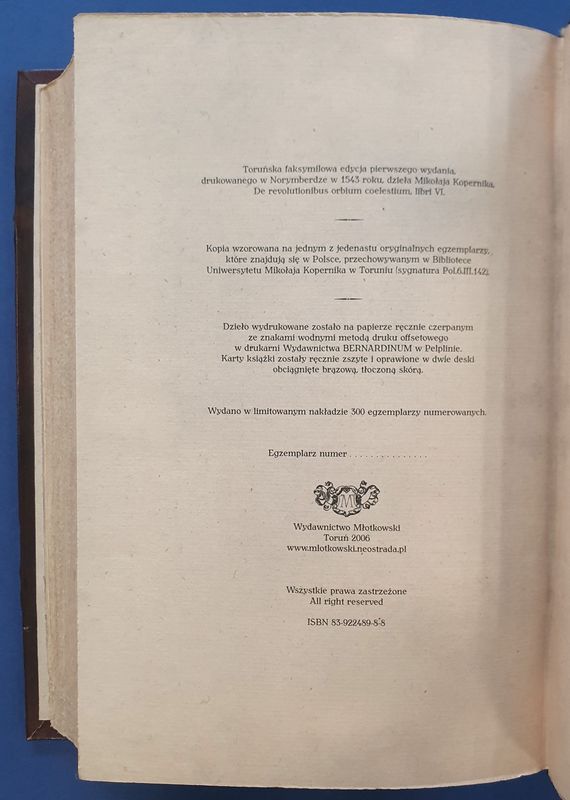 Toruńska faksymilowa edycja pierwszego wydania,
drukowanego w Norymberdze w 1543 roku, dzieła Mikołaja Kopernika,
De revolutionibus orbium coelestium, libri VI.
Kopia wzorowana na jednym z jedenastu oryginalnych egzemplarzy,
które znajdują się w Polsce, przechowywanym w Bibliotece
Uniwersytetu Mikołaja Kopernika w Toruniu (sygnatura Pol.6.III.142).
Dzieło wydrukowane zostało na papierze ręcznie czerpanym
ze znakami wodnymi metodą druku offsetowego
w drukarni Wydawnictwa BERNARDINUM w Pelplinie.
Karty książki zostały ręcznie zszyte i oprawione w dwie deski
obciągnięte brązową, tłoczoną skórą.
Wydano w limitowanym nakładzie 300 egzemplarzy numerowanych.
Egzemplarz numer . . . . . . . . . . . . . . .
M
Wydawnictwo Młotkowski
Toruń 2006
www.mlotkowski.neostrada.pl
Wszystkie prawa zastrzeżone
All right reserved
ISBN 83-922489-8-8